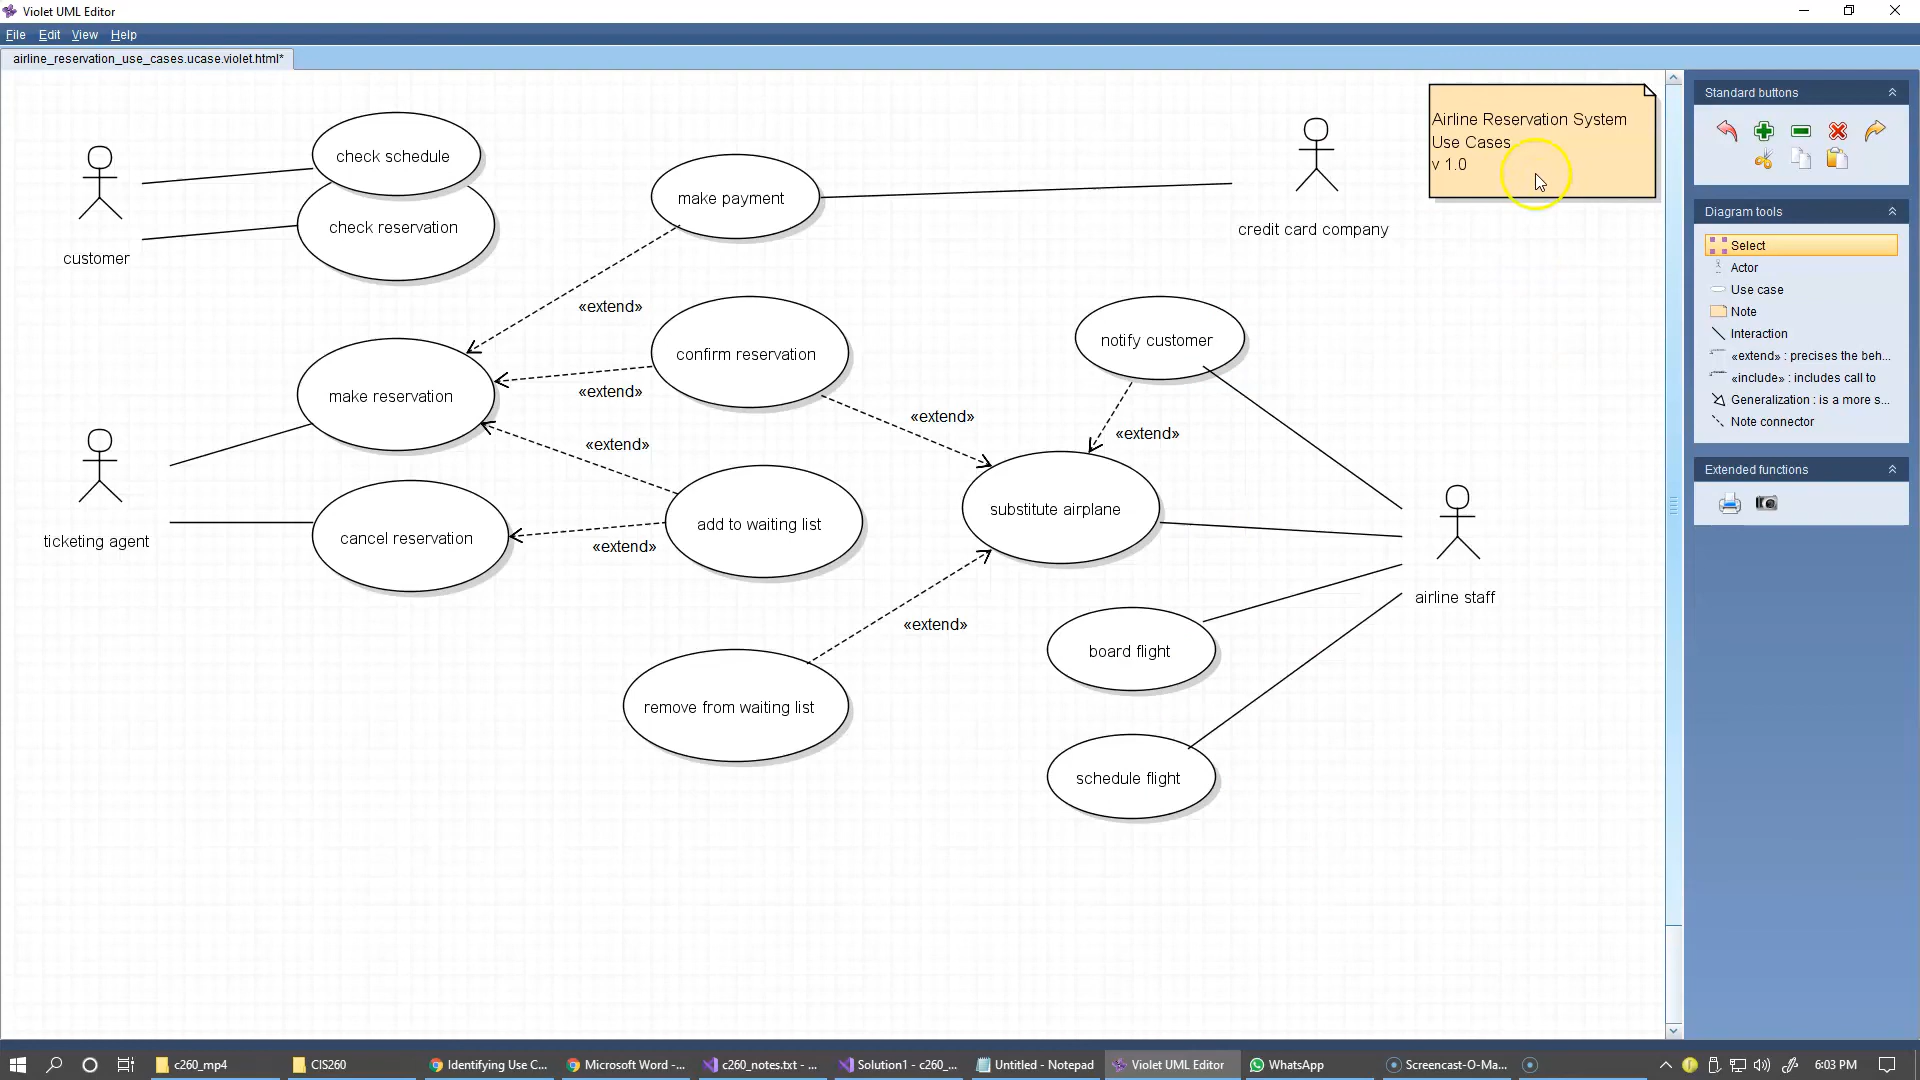 Violet UML Editor
File Edit View Help
airline_reservation_use_cases.ucase.violet.html*
check schedule
check reservation
customer
make payment
credit card company
Airline Reservation System
Use Cases
v 1.0
«extend»
confirm reservation
notify customer
make reservation
«extend»
«extend»
«extend»
«extend»
ticketing agent
cancel reservation
add to waiting list
substitute airplane
«extend»
airline staff
«extend»
board flight
remove from waiting list
schedule flight
Standard buttons
Diagram tools
Select
Actor
Use case
Note
Interaction
«extend» : precises the beh...
«include» : includes call to
Generalization : is a more s...
Note connector
Extended functions
c260_mp4
CIS260
Identifying Use C...
Microsoft Word -...
c260_notes.txt - ...
Solution1 - c260_...
Untitled - Notepad
Violet UML Editor
WhatsApp
Screencast-O-Ma...
6:03 PM